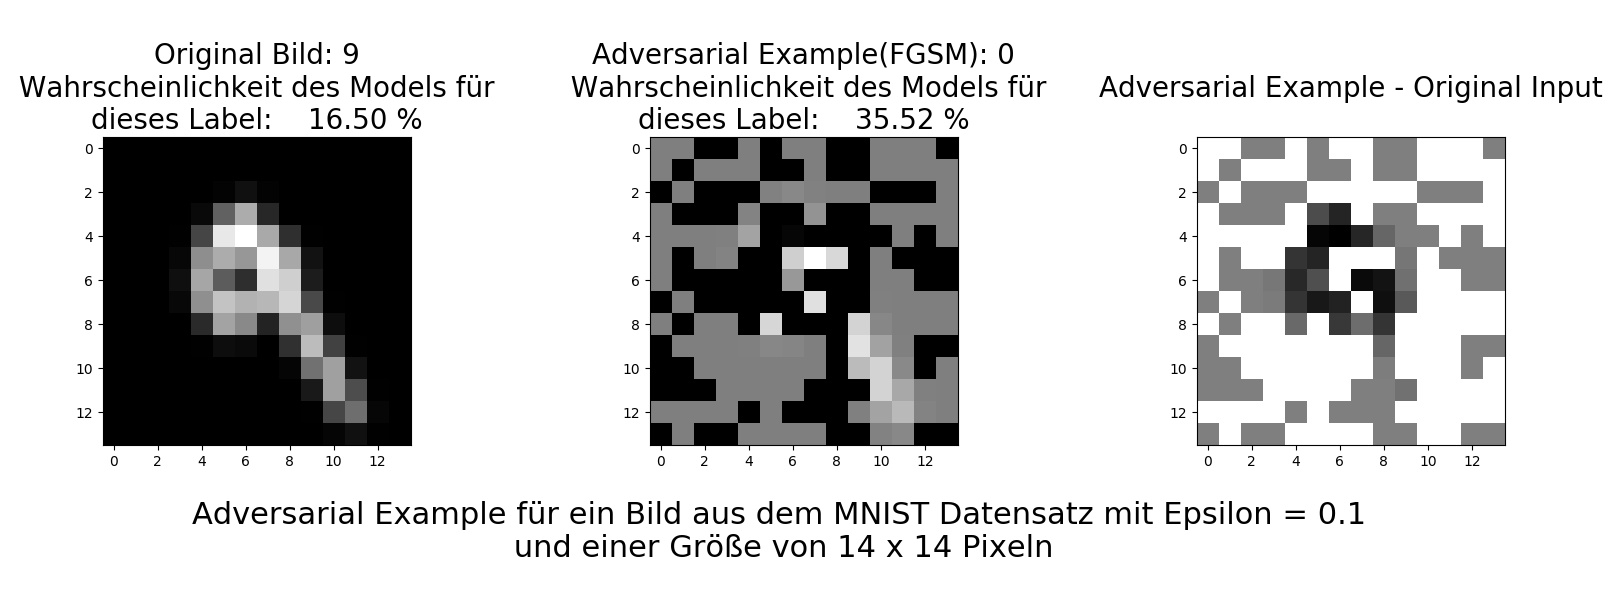 Original Bild: 9
Wahrscheinlichkeit des Models für
dieses Label: 16.50 %
Adversarial Example(FGSM): 0
Wahrscheinlichkeit des Models für
dieses Label: 35.52 %
Adversarial Example - Original Input
0
2
4
6
8
10
12
0 2 4 6 8 10 12
0
2
4
6
8
10
12
0 2 4 6 8 10 12
0
2
4
6
8
10
12
0 2 4 6 8 10 12
Adversarial Example für ein Bild aus dem MNIST Datensatz mit Epsilon = 0.1
und einer Größe von 14 x 14 Pixeln